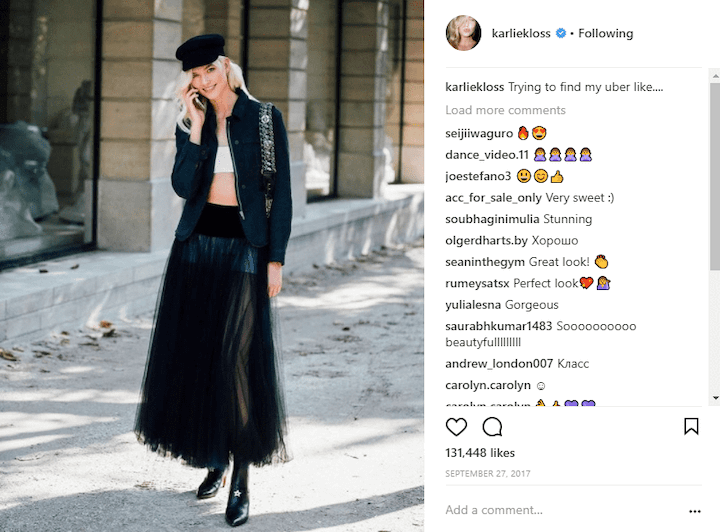 karliekloss • Following
karliekloss Trying to find my uber like....
Load more comments
seijiiwaguro 🔥😍
dance_video.11 🤦🏽‍♀️🤦🏽‍♀️🤦🏽‍♀️🤦🏽‍♀️
joestefano3 😃😊👍
acc_for_sale_only Very sweet :)
soubhaginimulia Stunning
olgerdharts.by Хорошо
seaninthegym Great look! 👏
rumeysatsx Perfect look💘🙋🏽‍♀️
yulialesna Gorgeous
saurabhkumar1483 Soooooooooo
beautyfulllllllll
andrew_london007 Класс
carolyn.carolyn ☺
carolyn.carolyn 👌👍💜💜
131,448 likes
SEPTEMBER 27, 2017
Add a comment...